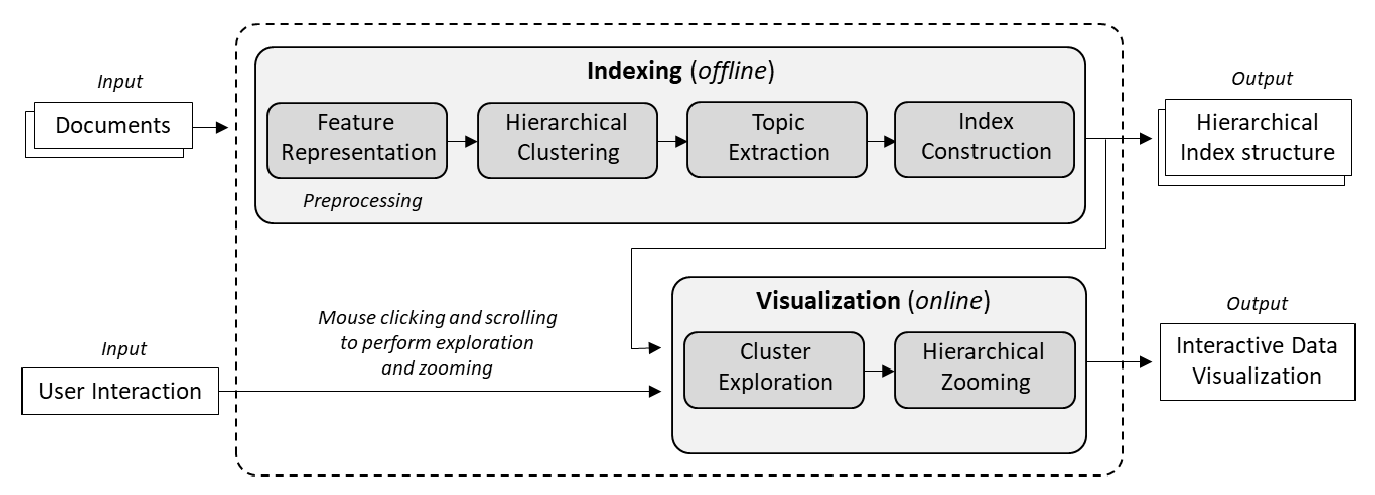 Indexing (offline)
Input
Documents
Feature
Representation
Preprocessing
Hierarchical
Clustering
Topic
Extraction
Index
Construction
Output
Hierarchical
Index structure
Visualization (online)
Input
User Interaction
Mouse clicking and scrolling
to perform exploration
and zooming
Cluster
Exploration
Hierarchical
Zooming
Output
Interactive Data
Visualization